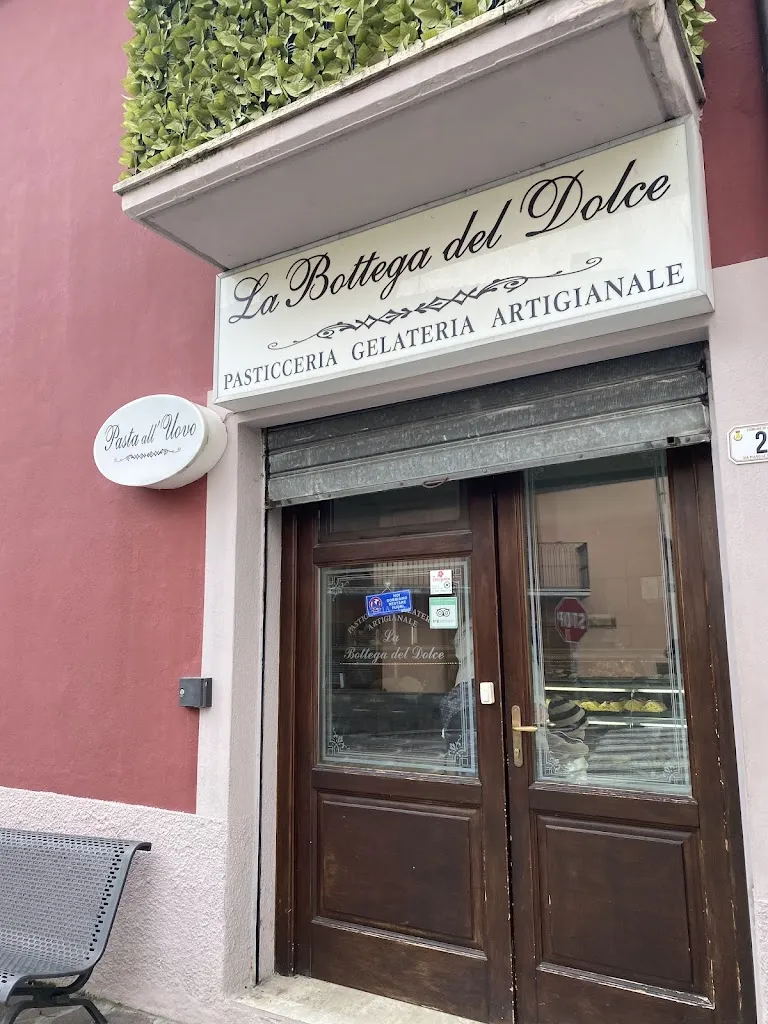 La Bottega del Dolce
PASTICCERIA GELATERIA ARTIGIANALE
Pasta all'Uovo
2
ARTIGIANALE
La
Bottega del Dolce
STOP